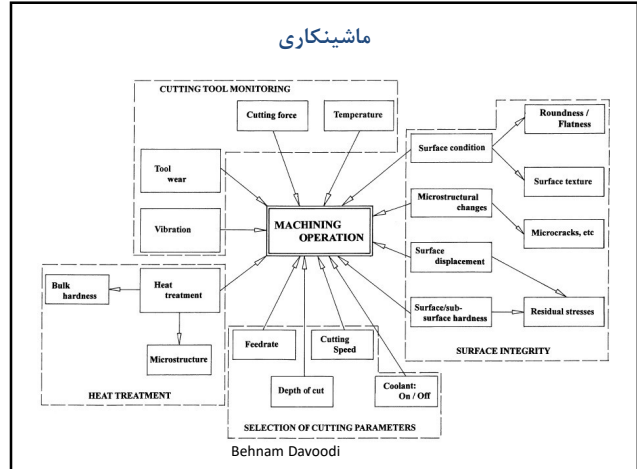 ماشینکاری
CUTTING TOOL MONITORING
Cutting force
Temperature
Tool
wear
Vibration
MACHINING
OPERATION
Surface condition
Roundness /
Flatness
Surface texture
Microstructural
changes
Microcracks, etc
Surface
displacement
Surface/sub-
surface hardness
Residual stresses
SURFACE INTEGRITY
Bulk
hardness
Heat
treatment
Microstructure
HEAT TREATMENT
Feedrate
Cutting
Speed
Depth of cut
Coolant:
On / Off
SELECTION OF CUTTING PARAMETERS
Behnam Davoodi